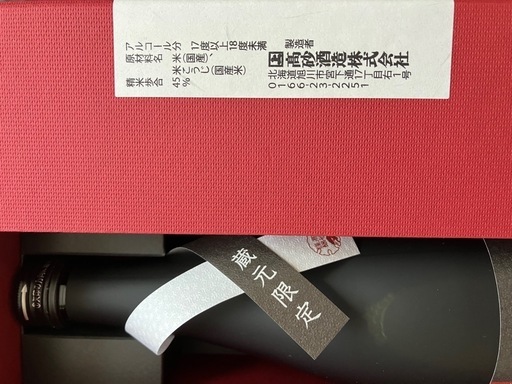 アルコール分 17度以上18度未満
原材料名 米(国産)
米こうじ(国産米)
精米歩合 45%
製造者
国高砂酒造株式会社
北海道旭川市宮下通17丁目右1号
0166-23-2251
蔵元限定